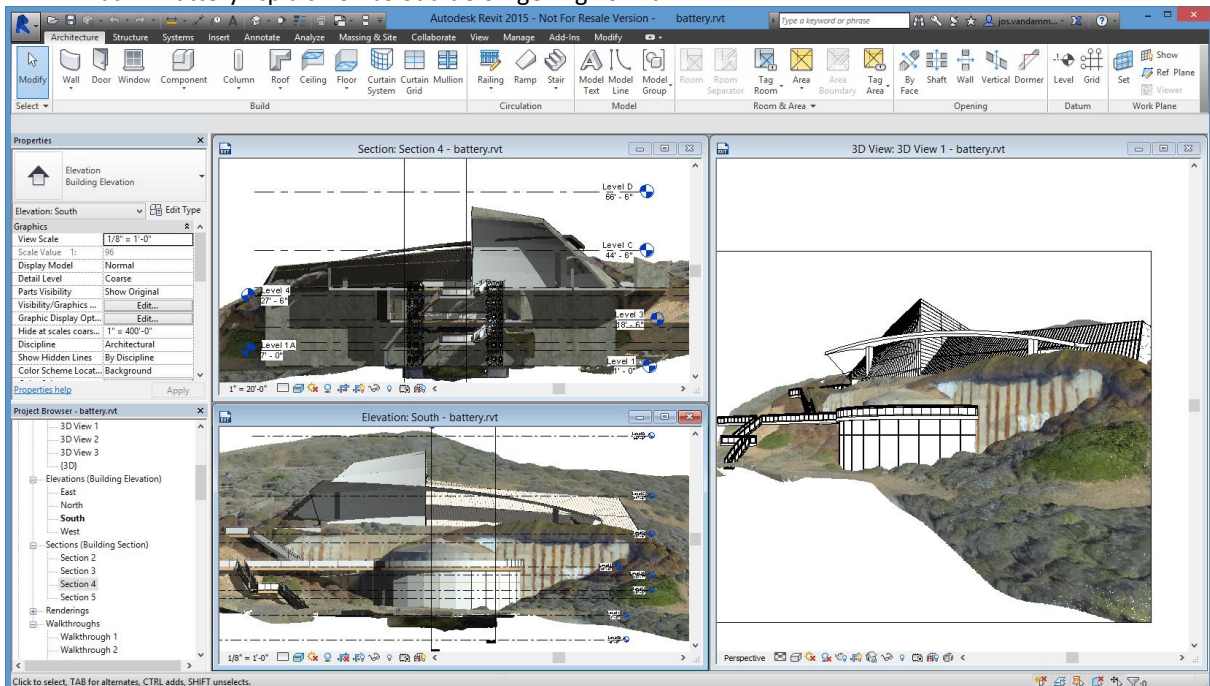 Autodesk Revit 2015 - Not For Resale Version - battery.rvt
Type a keyword or phrase
jos.vandamm...
Architecture Structure Systems Insert Annotate Analyze Massing & Site Collaborate View Manage Add-Ins Modify
Modify Wall Door Window Component Column Roof Ceiling Floor Curtain System Curtain Grid Mullion Railing Ramp Stair Model Text Model Line Model Group Room Room Separator Tag Room Area Area Boundary Tag Area By Face Shaft Wall Vertical Dormer Level Grid Set Show Ref Plane Viewer
Select Build Circulation Model Room & Area Opening Datum Work Plane
Properties
Elevation
Building Elevation
Elevation: South Edit Type
Graphics
View Scale 1/8" = 1'-0"
Scale Value 1: 96
Display Model Normal
Detail Level Coarse
Parts Visibility Show Original
Visibility/Graphics ... Edit...
Graphic Display Opt... Edit...
Hide at scales coars... 1" = 400'-0"
Discipline Architectural
Show Hidden Lines By Discipline
Color Scheme Locat... Background
Properties help Apply
Project Browser - battery.rvt
3D View 1
3D View 2
3D View 3
{3D}
Elevations (Building Elevation)
East
North
South
West
Sections (Building Section)
Section 2
Section 3
Section 4
Section 5
Renderings
Walkthroughs
Walkthrough 1
Walkthrough 2
Section: Section 4 - battery.rvt
Level D
66' - 6"
Level C
44' - 6"
Level 4
27' - 6"
Level 3
18' - 6"
Level 1A
7' - 0"
Level 1
1" = 20'-0"
Elevation: South - battery.rvt
1/8" = 1'-0"
3D View: 3D View 1 - battery.rvt
Perspective
Click to select, TAB for alternates, CTRL adds, SHIFT unselects.
:0